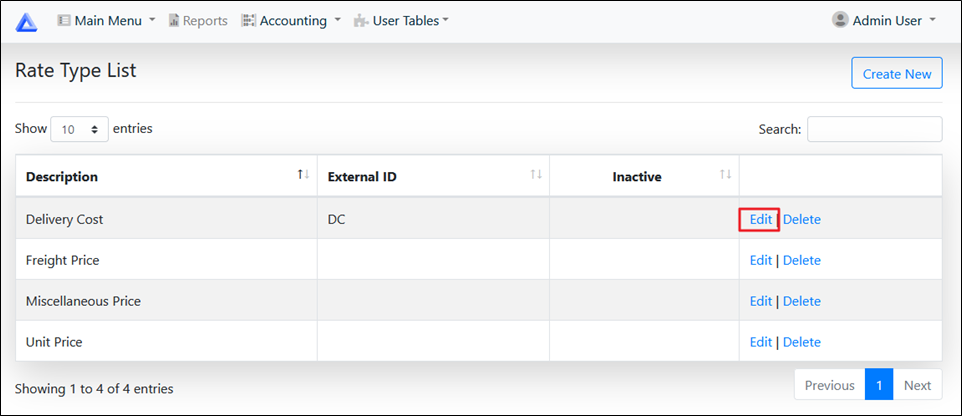 Main Menu Reports Accounting User Tables Admin User
Rate Type List Create New
Show 10 entries Search:
Description External ID Inactive
Delivery Cost DC Edit | Delete
Freight Price Edit | Delete
Miscellaneous Price Edit | Delete
Unit Price Edit | Delete
Showing 1 to 4 of 4 entries Previous 1 Next